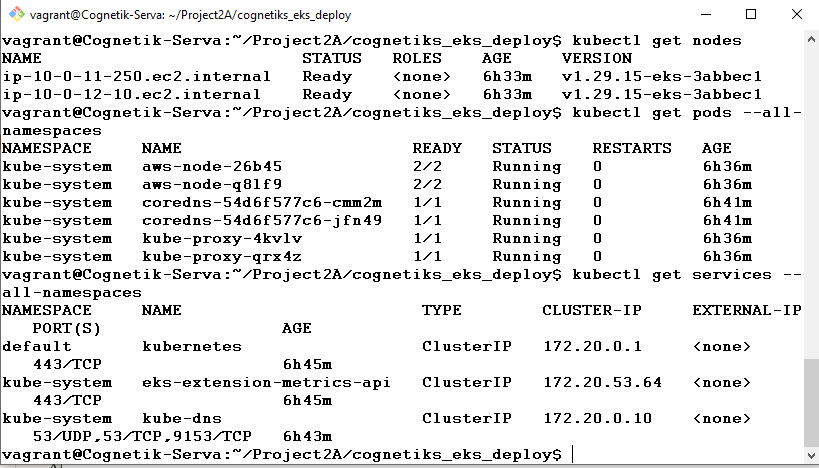 vagrant@Cognetik-Serva: ~/Project2A/cognetiks_eks_deploy
vagrant@Cognetik-Serva:~/Project2A/cognetiks_eks_deploy$ kubectl get nodes
NAME                          STATUS   ROLES    AGE     VERSION
ip-10-0-11-250.ec2.internal   Ready    <none>   6h33m   v1.29.15-eks-3abbec1
ip-10-0-12-10.ec2.internal    Ready    <none>   6h33m   v1.29.15-eks-3abbec1
vagrant@Cognetik-Serva:~/Project2A/cognetiks_eks_deploy$ kubectl get pods --all-
namespaces
NAMESPACE     NAME                       READY   STATUS    RESTARTS   AGE
kube-system   aws-node-26b45             2/2     Running   0          6h36m
kube-system   aws-node-q8lf9             2/2     Running   0          6h36m
kube-system   coredns-54d6f577c6-cmm2m   1/1     Running   0          6h41m
kube-system   coredns-54d6f577c6-jfn49   1/1     Running   0          6h41m
kube-system   kube-proxy-4kvlv           1/1     Running   0          6h36m
kube-system   kube-proxy-qrx4z           1/1     Running   0          6h36m
vagrant@Cognetik-Serva:~/Project2A/cognetiks_eks_deploy$ kubectl get services --
all-namespaces
NAMESPACE     NAME                        TYPE        CLUSTER-IP      EXTERNAL-IP
   PORT(S)                  AGE
default       kubernetes                  ClusterIP   172.20.0.1      <none>
   443/TCP                  6h45m
kube-system   eks-extension-metrics-api   ClusterIP   172.20.53.64    <none>
   443/TCP                  6h45m
kube-system   kube-dns                    ClusterIP   172.20.0.10     <none>
   53/UDP,53/TCP,9153/TCP   6h43m
vagrant@Cognetik-Serva:~/Project2A/cognetiks_eks_deploy$